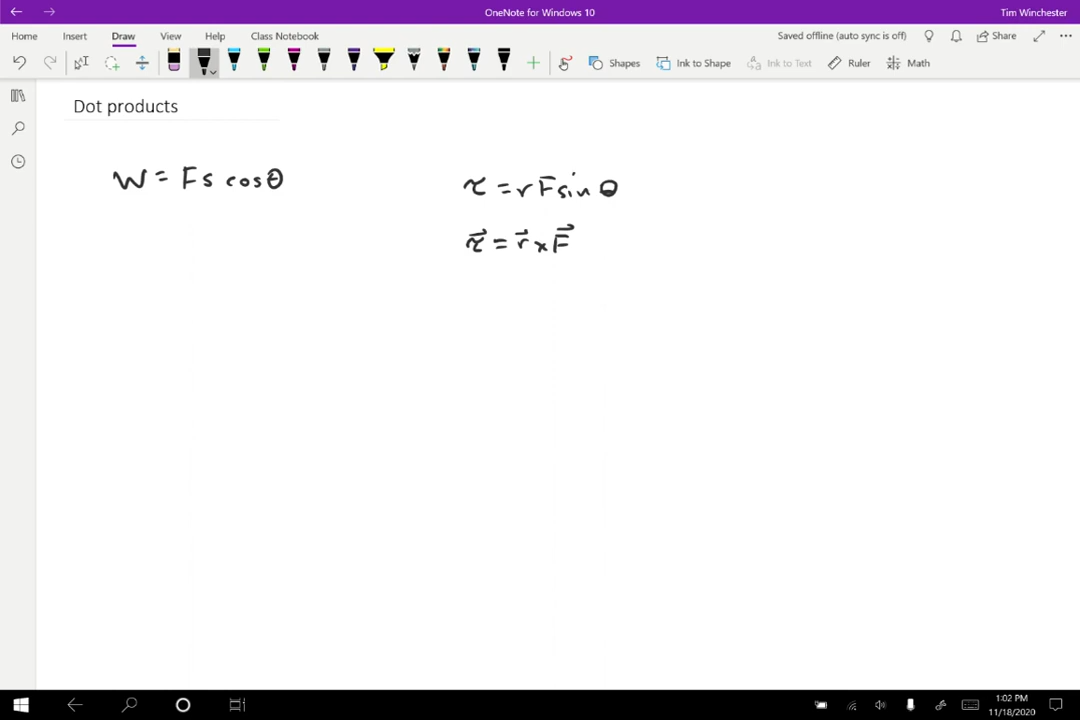 OneNote for Windows 10
Tim Winchester
Home Insert Draw View Help Class Notebook
Saved offline (auto sync is off)
Share
Shapes
Ink to Shape
Ink to Text
Ruler
Math
Dot products
W = Fs cosθ
τ = rF sin θ
τ⃗ = r⃗ × F⃗
1:02 PM
11/18/2020